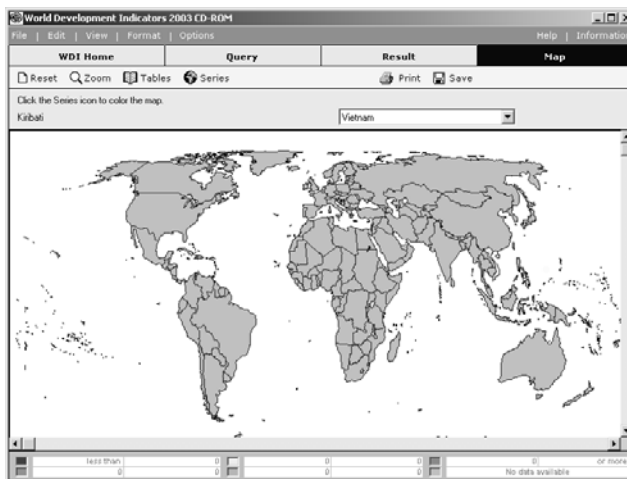 World Development Indicators 2003 CD-ROM
File | Edit | View | Format | Options Help | Information
WDI Home Query Result Map
Reset Zoom Tables Series Print Save
Click the Series icon to color the map.
Kiribati Vietnam
less than 0 0 0 or more
0 0 0 0 No data available